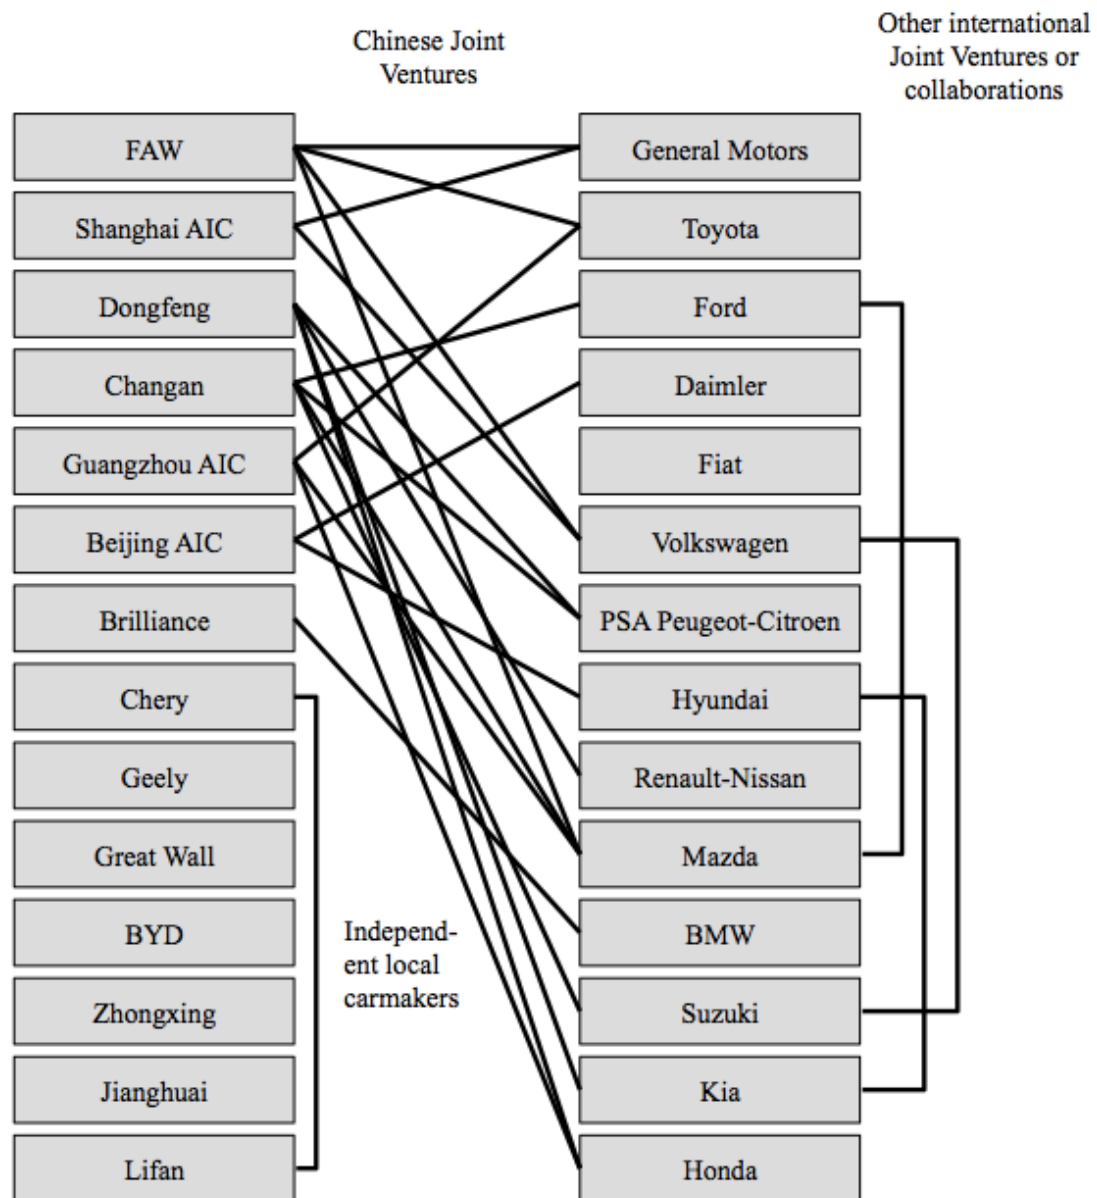 Chinese Joint
Ventures
Other international
Joint Ventures or
collaborations
FAW
Shanghai AIC
Dongfeng
Changan
Guangzhou AIC
Beijing AIC
Brilliance
Chery
Geely
Great Wall
BYD
Zhongxing
Jianghuai
Lifan
Independ-
ent local
carmakers
General Motors
Toyota
Ford
Daimler
Fiat
Volkswagen
PSA Peugeot-Citroen
Hyundai
Renault-Nissan
Mazda
BMW
Suzuki
Kia
Honda